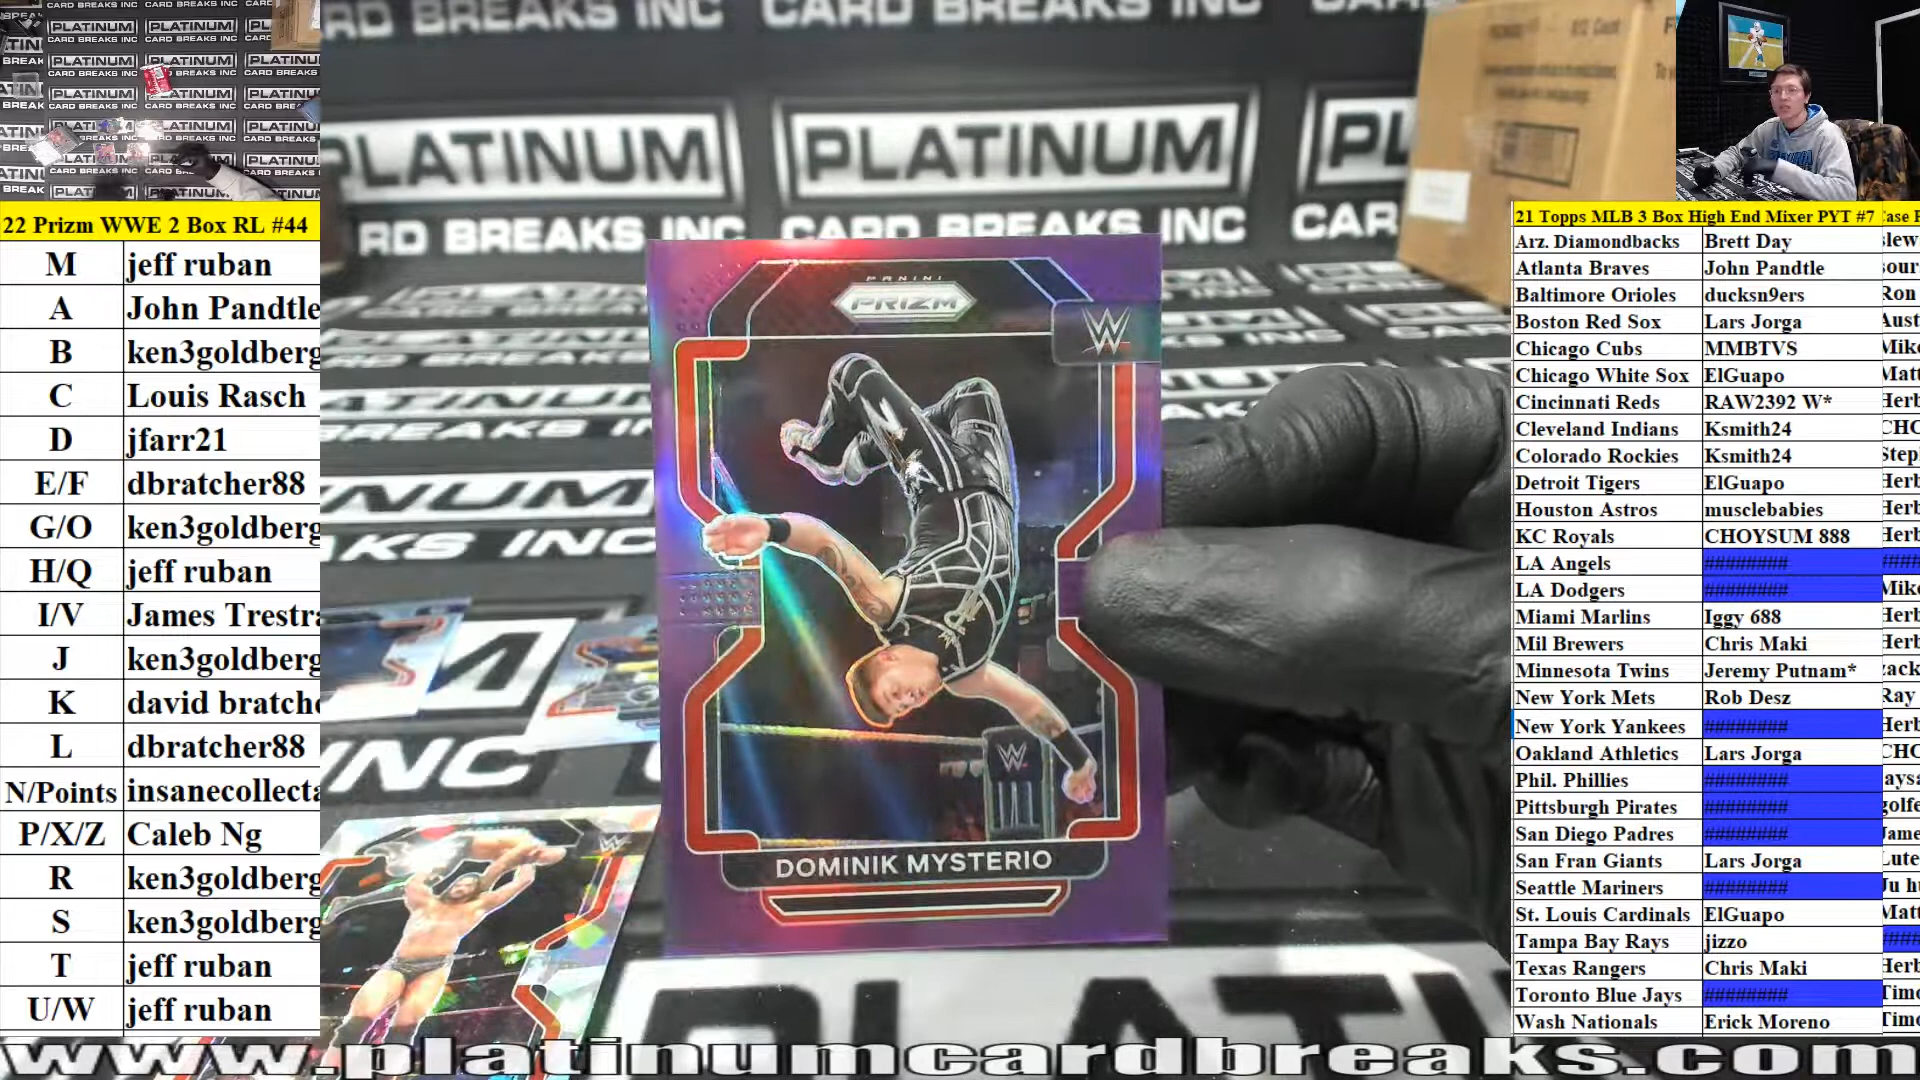 22 Prizm WWE 2 Box RL #44
M jeff ruban
A John Pandtle
B ken3goldberg
C Louis Rasch
D jfarr21
E/F dbratcher88
G/O ken3goldberg
H/Q jeff ruban
I/V James Trestra
J ken3goldberg
K david bratche
L dbratcher88
N/Points insanecollecta
P/X/Z Caleb Ng
R ken3goldberg
S ken3goldberg
T jeff ruban
U/W jeff ruban
CARD BREAKS INC
PLATINUM PLATINUM
CARD BREAKS INC
PANINI
PRIZM
W
DOMINIK MYSTERIO
21 Topps MLB 3 Box High End Mixer PYT #7
Arz. Diamondbacks Brett Day
Atlanta Braves John Pandtle
Baltimore Orioles ducksn9ers
Boston Red Sox Lars Jorga
Chicago Cubs MMBTVS
Chicago White Sox ElGuapo
Cincinnati Reds RAW2392 W*
Cleveland Indians Ksmith24
Colorado Rockies Ksmith24
Detroit Tigers ElGuapo
Houston Astros musclebabies
KC Royals CHOYSUM 888
LA Angels ########
LA Dodgers ########
Miami Marlins Iggy 688
Mil Brewers Chris Maki
Minnesota Twins Jeremy Putnam*
New York Mets Rob Desz
New York Yankees ########
Oakland Athletics Lars Jorga
Phil. Phillies ########
Pittsburgh Pirates ########
San Diego Padres ########
San Fran Giants Lars Jorga
Seattle Mariners ########
St. Louis Cardinals ElGuapo
Tampa Bay Rays jizzo
Texas Rangers Chris Maki
Toronto Blue Jays ########
Wash Nationals Erick Moreno
www.platinumcardbreaks.com